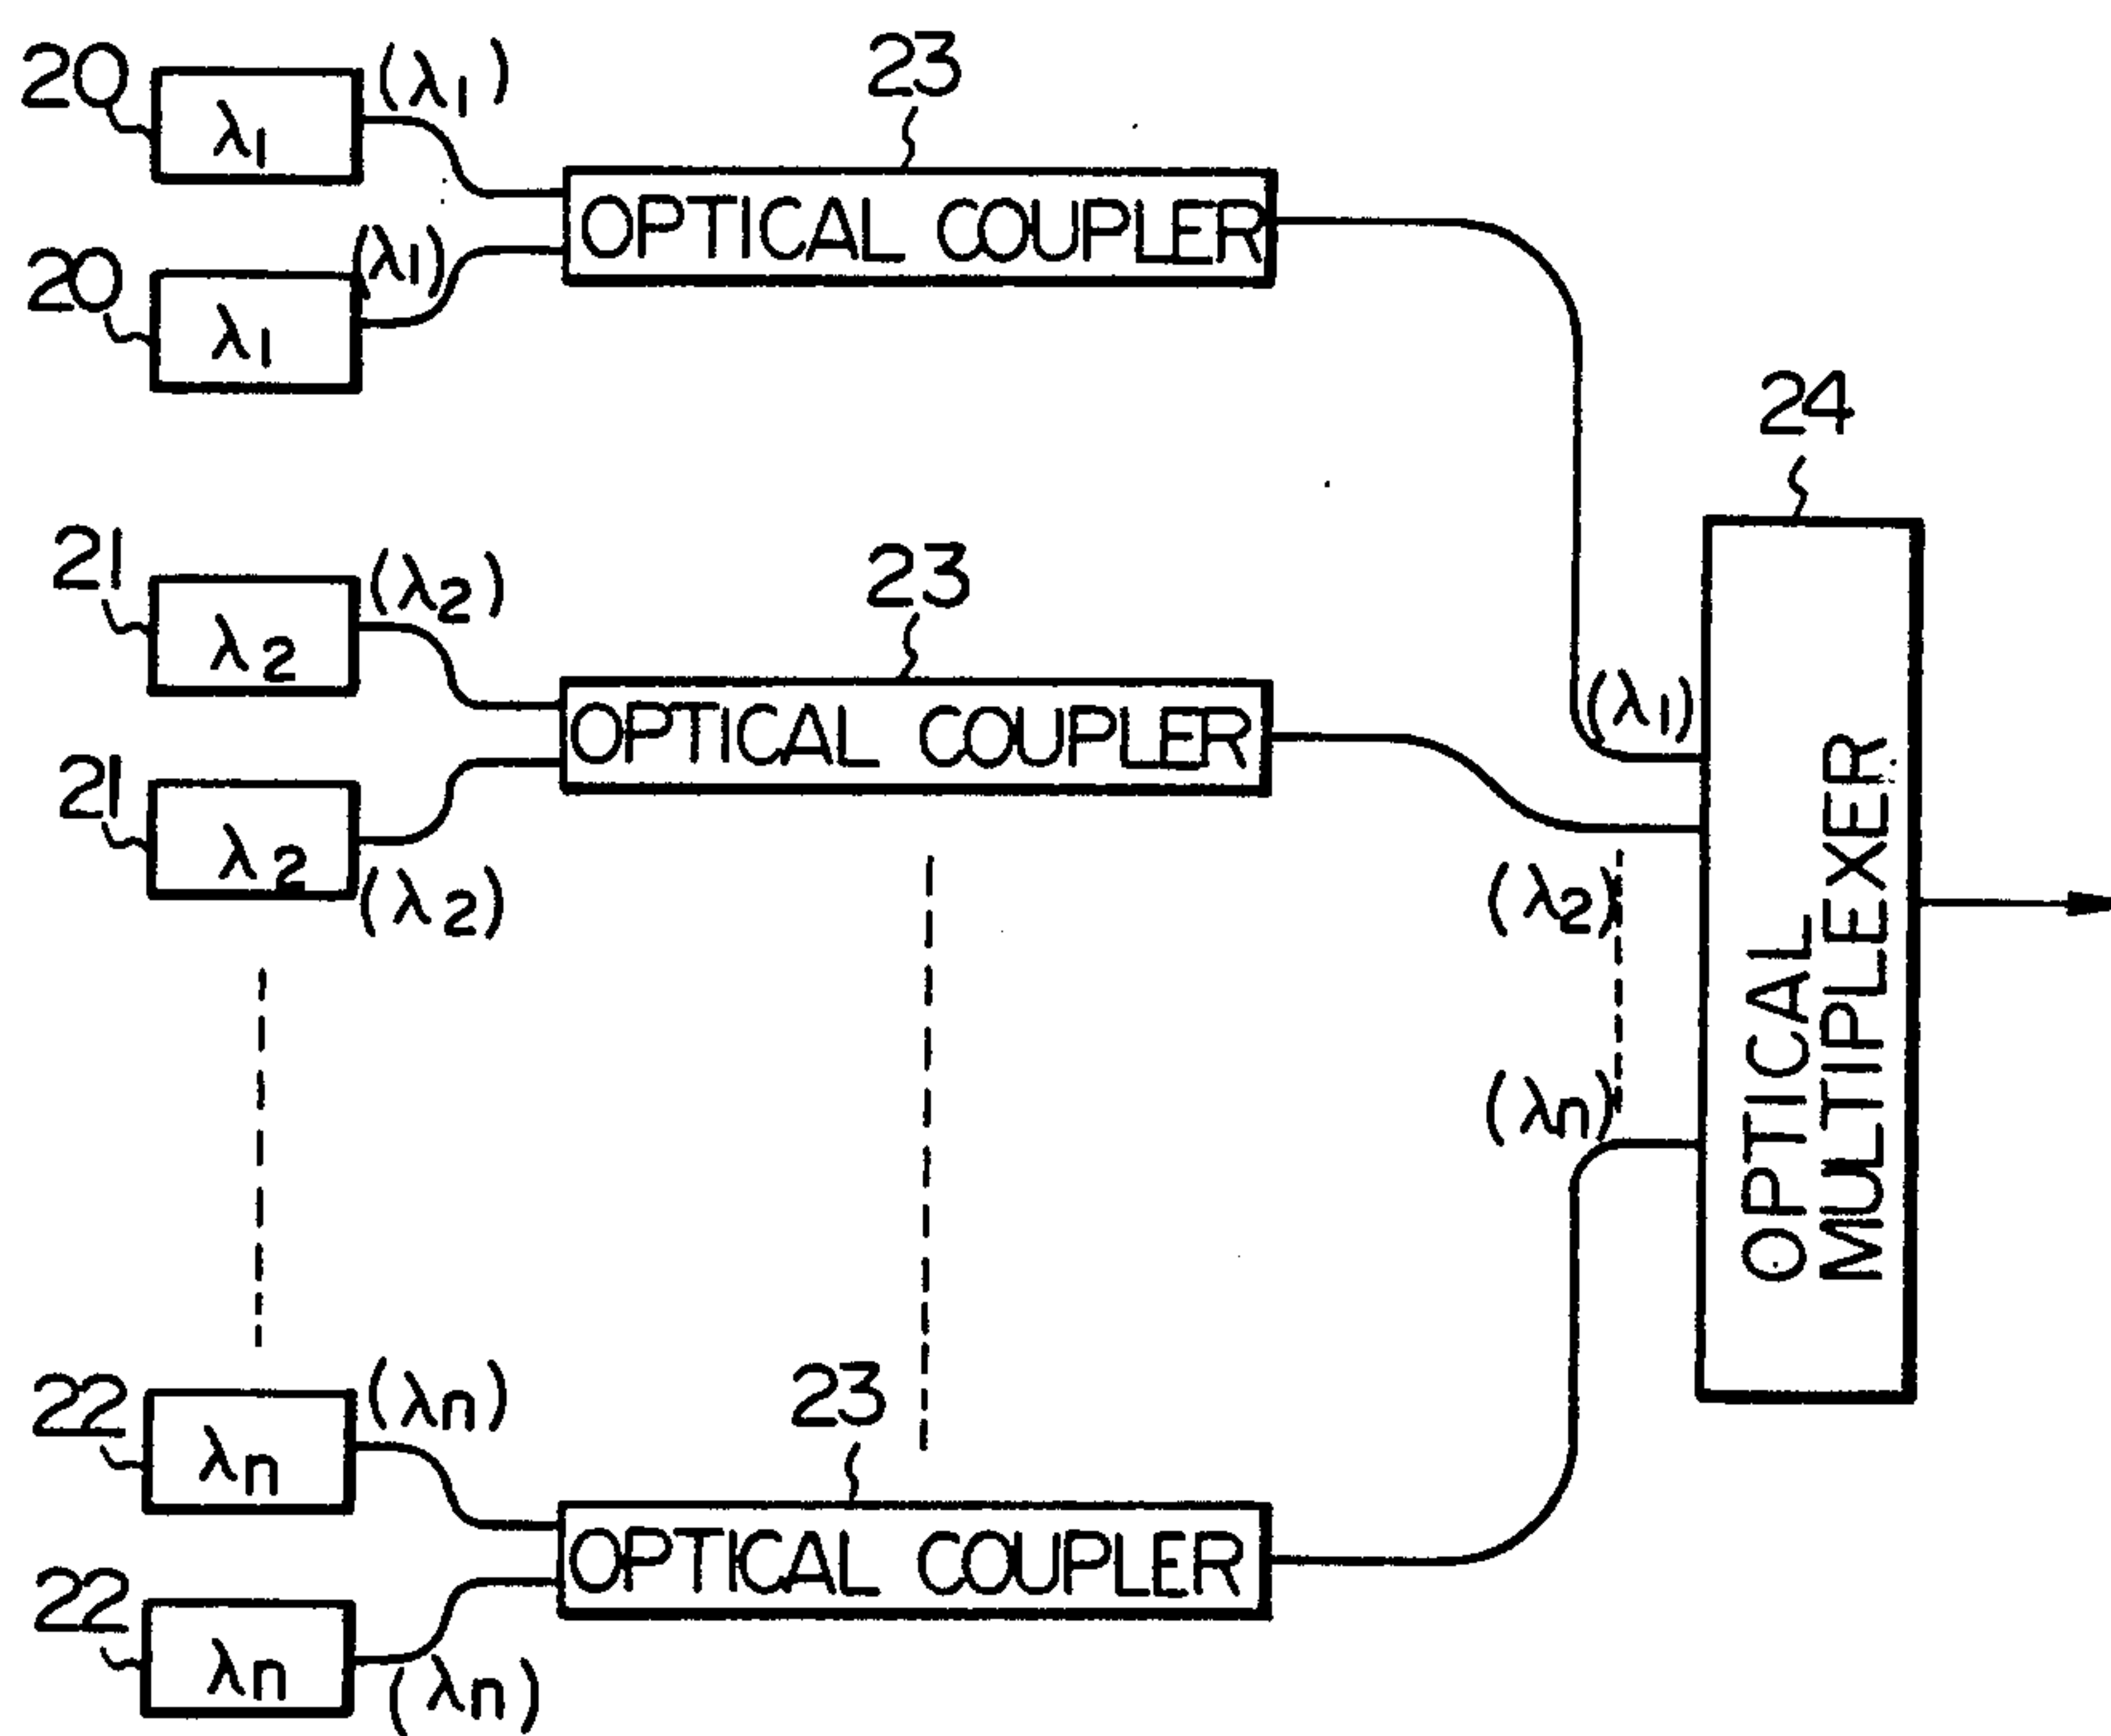 23
20
(λ1)
λ1
OPTICAL COUPLER
20
(λ1)
λ1
24
21
(λ2)
23
λ2
OPTICAL COUPLER
(λ1)
21
λ2
(λ2)
(λ2)
(λn)
OPTICAL
MULTIPLEXER
22
(λn)
23
λn
OPTICAL COUPLER
22
λn
(λn)